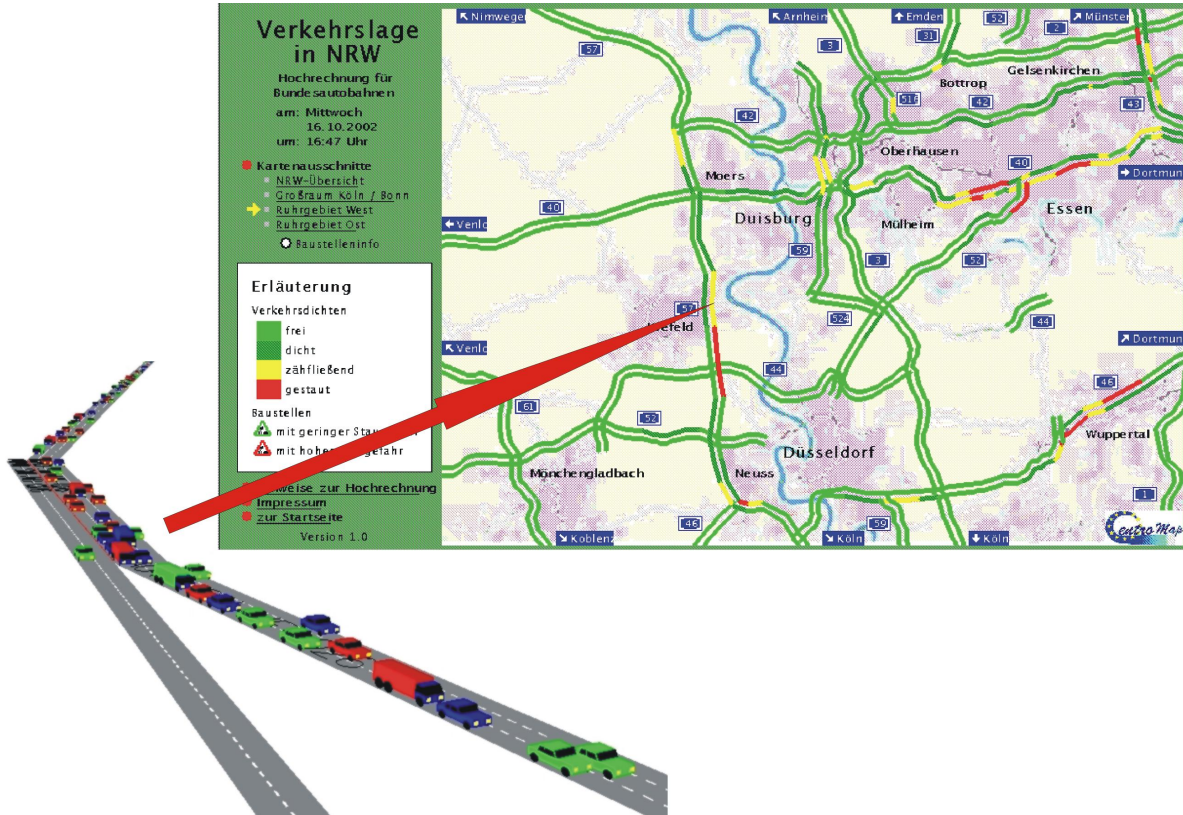 Verkehrslage
in NRW
Hochrechnung für
Bundesautobahnen
am: Mittwoch
16.10.2002
um: 16:47 Uhr
Kartenausschnitte
NRW-Übersicht
Großraum Köln / Bonn
Ruhrgebiet West
Ruhrgebiet Ost
Baustelleninfo
Erläuterung
Verkehrsdichten
frei
dicht
zähfließend
gestaut
Baustellen
mit geringer
mit hoher
zur Hochrechnung
Impressum
zur Startseite
Version 1.0
Nimwegen
Arnheim
Emden
Münster
57
3
31
52
2
Bottrop
Gelsenkirchen
516
42
43
42
Oberhausen
40
Moers
Dortmund
40
Duisburg
Mülheim
Essen
Venlo
59
3
52
57
524
44
Venlo
Dortmund
44
46
61
52
Wuppertal
Düsseldorf
Mönchengladbach
Neuss
1
46
59
CentroMap
Koblenz
Köln
Köln